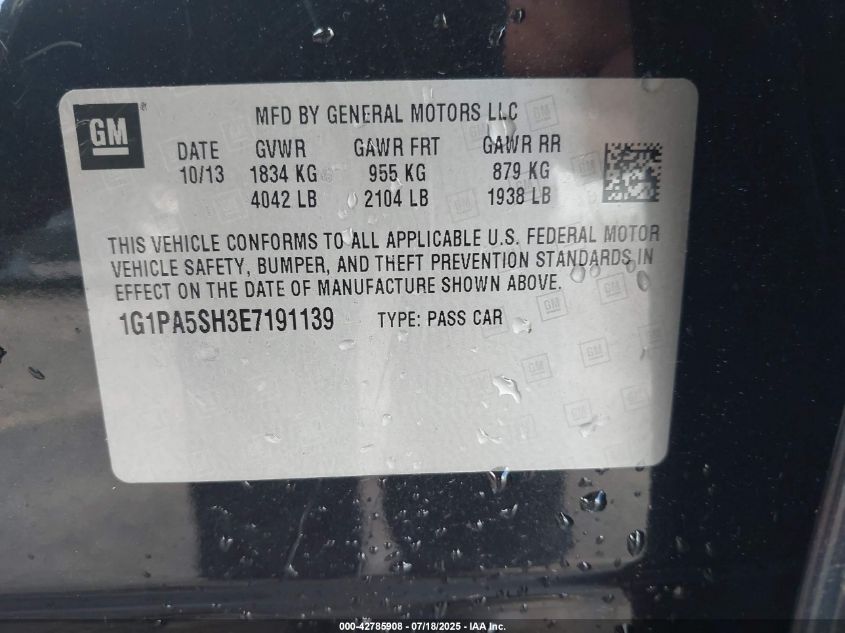 GM
MFD BY GENERAL MOTORS LLC
DATE GVWR GAWR FRT GAWR RR
10/13 1834 KG 955 KG 879 KG
4042 LB 2104 LB 1938 LB
THIS VEHICLE CONFORMS TO ALL APPLICABLE U.S. FEDERAL MOTOR
VEHICLE SAFETY, BUMPER, AND THEFT PREVENTION STANDARDS IN
EFFECT ON THE DATE OF MANUFACTURE SHOWN ABOVE.
1G1PA5SH3E7191139 TYPE: PASS CAR
000-42785908 - 07/18/2025 - IAA, Inc.